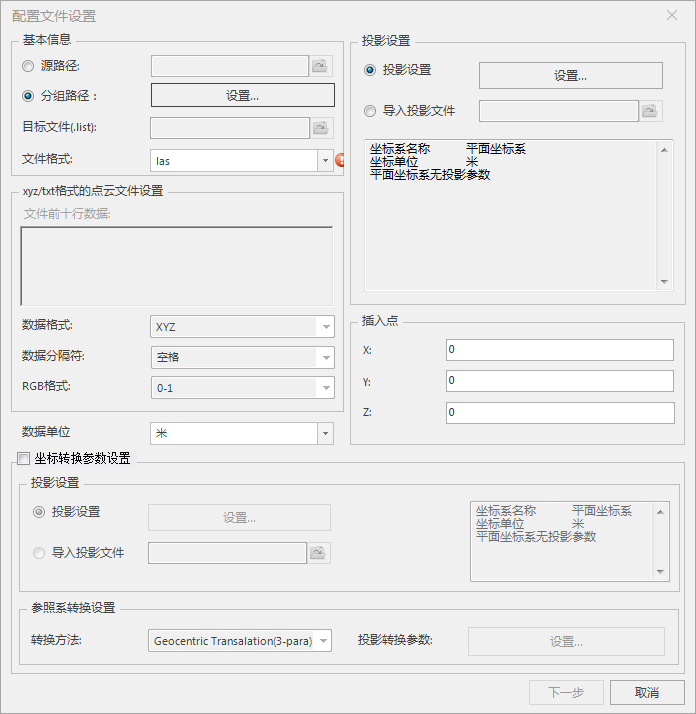 配置文件设置
基本信息
源路径:
分组路径：
设置...
目标文件(.list):
文件格式:
las
xyz/txt格式的点云文件设置
文件前十行数据:
数据格式:
XYZ
数据分隔符:
空格
RGB格式:
0-1
数据单位
米
投影设置
投影设置
设置...
导入投影文件
坐标系名称 平面坐标系
坐标单位 米
平面坐标系无投影参数
插入点
X:
0
Y:
0
Z:
0
坐标转换参数设置
投影设置
投影设置
设置...
导入投影文件
坐标系名称 平面坐标系
坐标单位 米
平面坐标系无投影参数
参照系转换设置
转换方法:
Geocentric Transalation(3-para)
投影转换参数:
设置...
下一步
取消